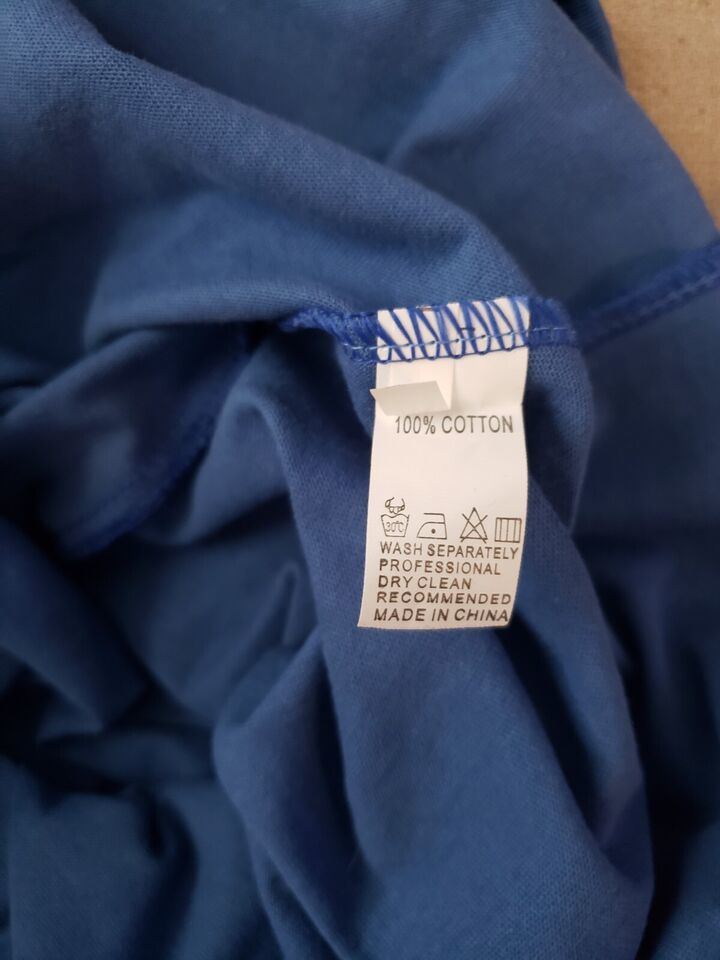 100% COTTON
30°C
WASH SEPARATELY
PROFESSIONAL
DRY CLEAN
RECOMMENDED
MADE IN CHINA